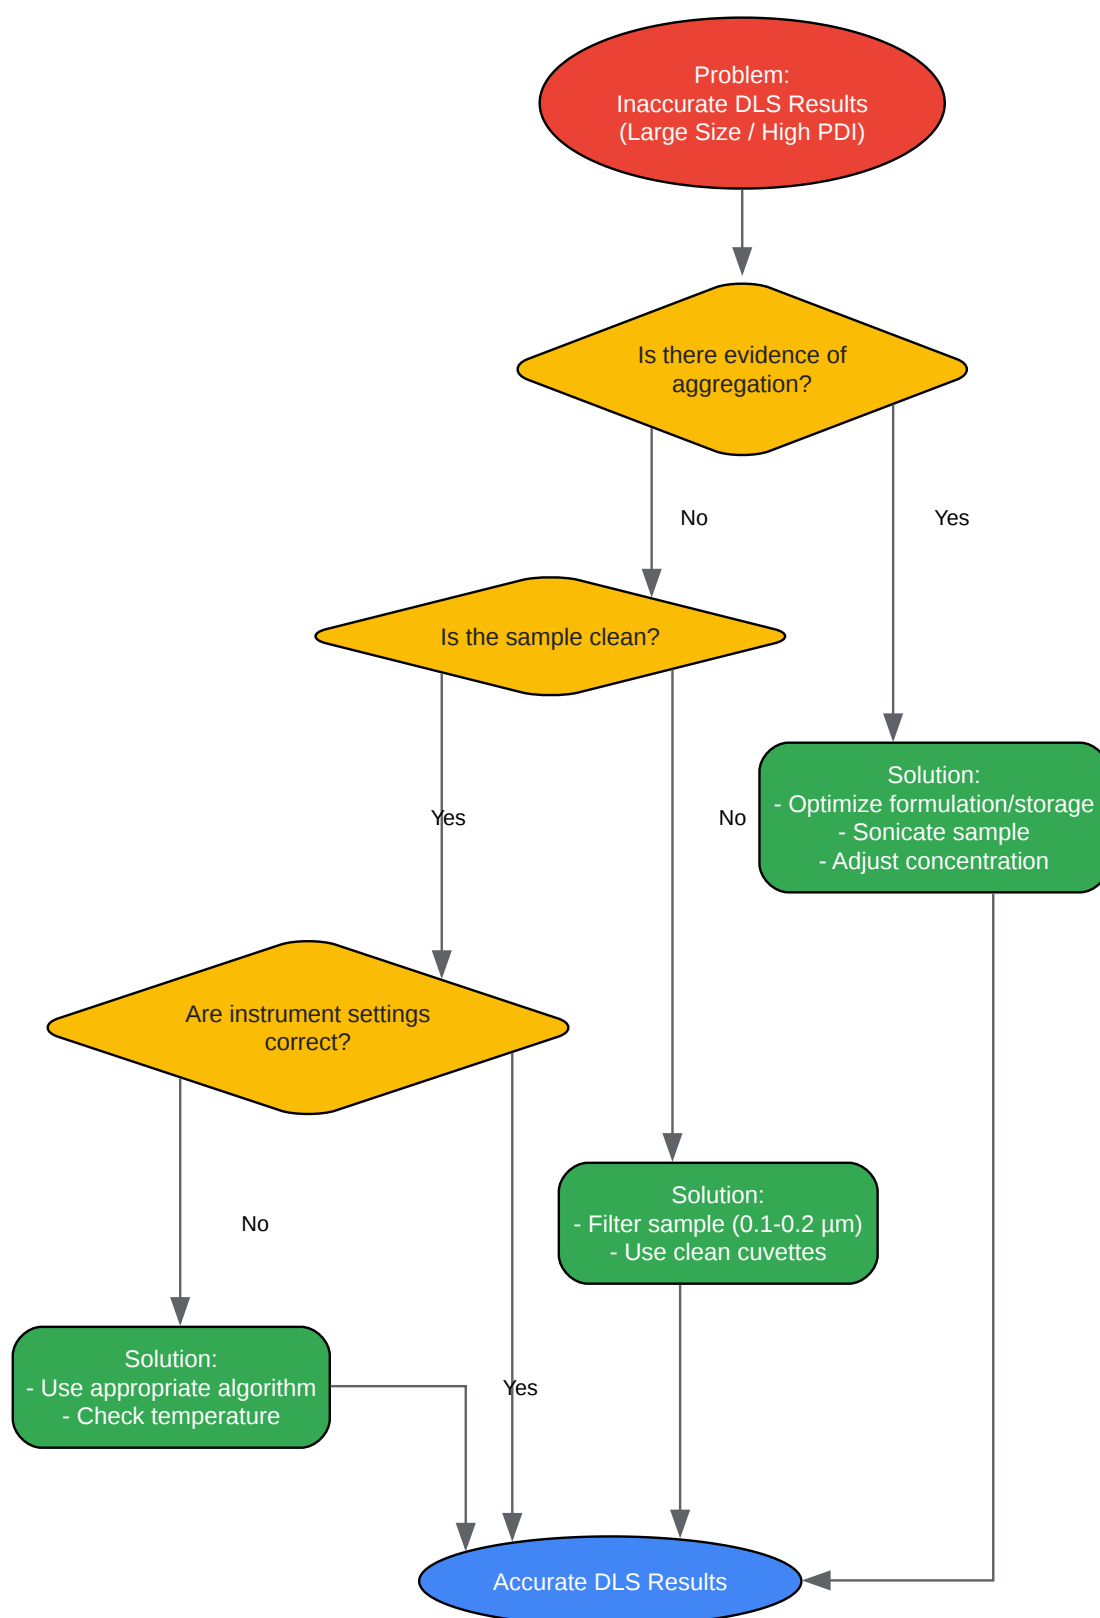 Problem:
Inaccurate DLS Results
(Large Size / High PDI)
Is there evidence of
aggregation?
No
Yes
Is the sample clean?
Yes
No
Solution:
- Optimize formulation/storage
- Sonicate sample
- Adjust concentration
Are instrument settings
correct?
No
Yes
Solution:
- Filter sample (0.1-0.2 µm)
- Use clean cuvettes
Solution:
- Use appropriate algorithm
- Check temperature
Accurate DLS Results